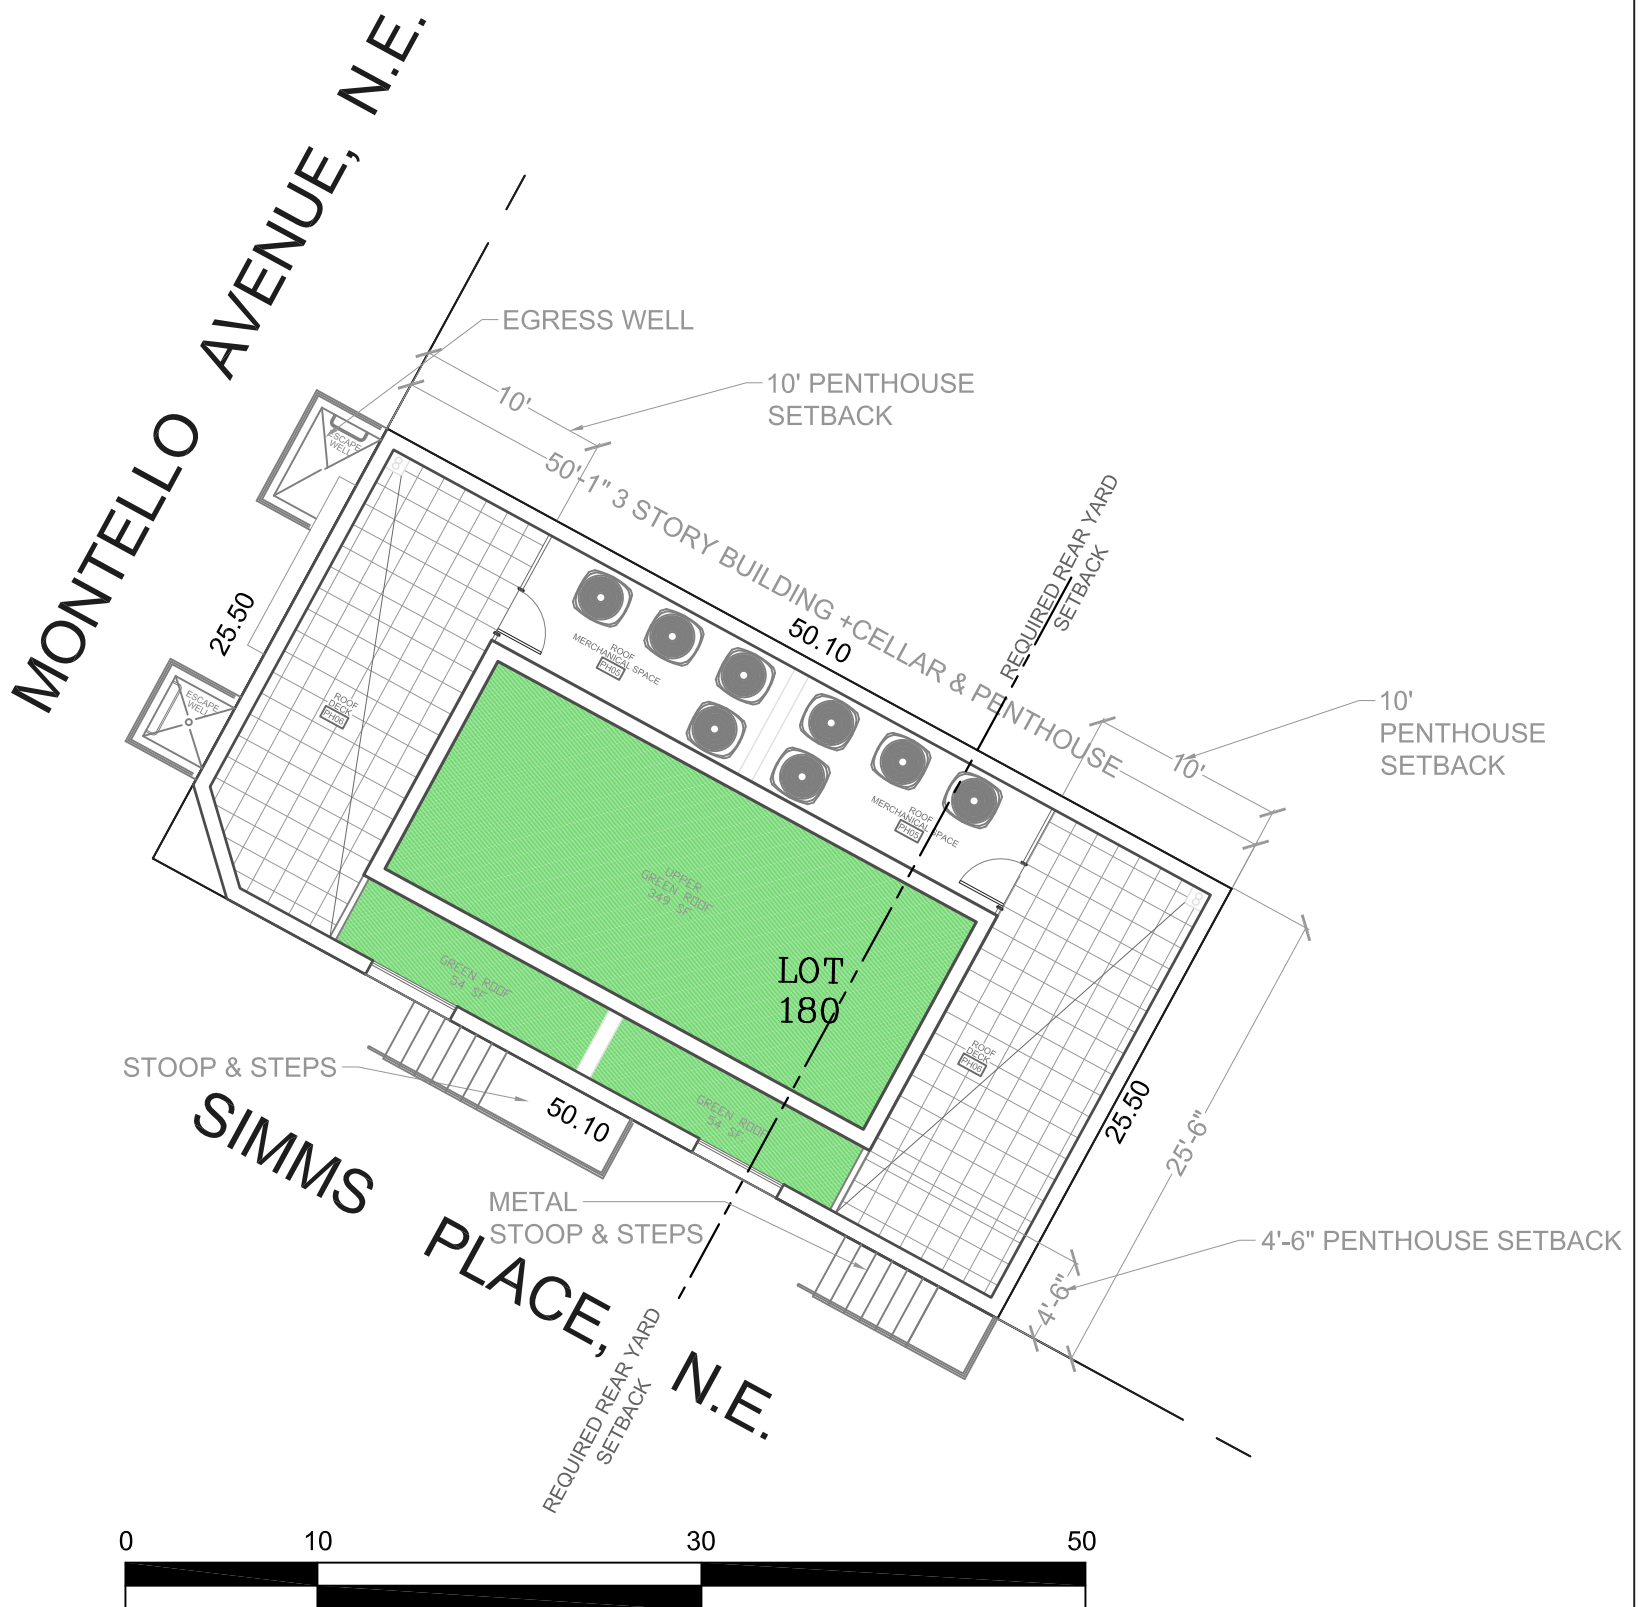 MONTELLO AVENUE, N.E.
EGRESS WELL
10'
10' PENTHOUSE
SETBACK
50'-1" 3 STORY BUILDING +CELLAR & PENTHOUSE
50.10
REQUIRED REAR YARD
SETBACK
ESCAPE
WELL
8
25.50
ESCAPE
WELL
ROOF
DECK
PH06
ROOF
MERCHANICAL SPACE
PH05
ROOF
MERCHANICAL SPACE
PH05
10'
10'
PENTHOUSE
SETBACK
8
UPPER
GREEN ROOF
349 SF
LOT
180
GREEN ROOF
54 SF
GREEN ROOF
54 SF
ROOF
DECK
PH06
25.50
25'-6"
STOOP & STEPS
50.10
SIMMS PLACE, N.E.
METAL
STOOP & STEPS
4'-6" PENTHOUSE SETBACK
4'-6"
REQUIRED REAR YARD
SETBACK
0 10 30 50